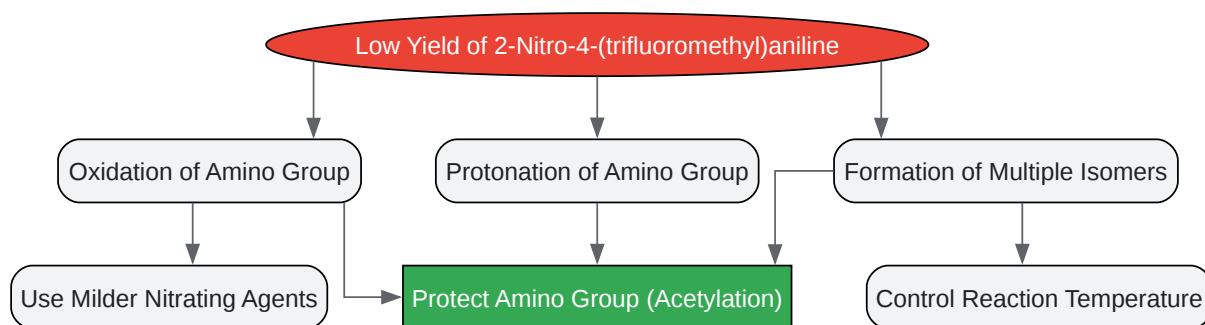 Low Yield of 2-Nitro-4-(trifluoromethyl)aniline
Oxidation of Amino Group
Protonation of Amino Group
Formation of Multiple Isomers
Use Milder Nitrating Agents
Protect Amino Group (Acetylation)
Control Reaction Temperature